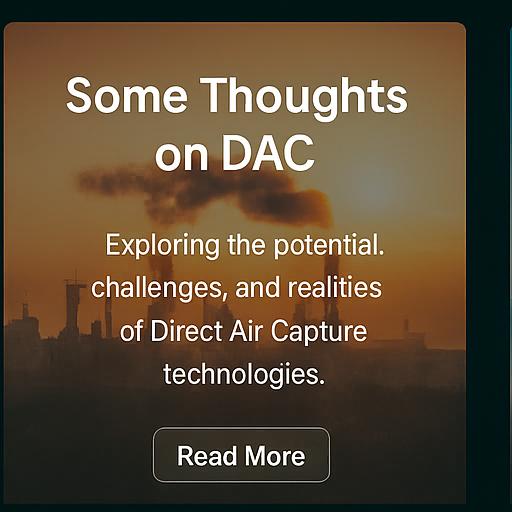 Some Thoughts
on DAC
Exploring the potential.
challenges, and realities
of Direct Air Capture
technologies.
Read More